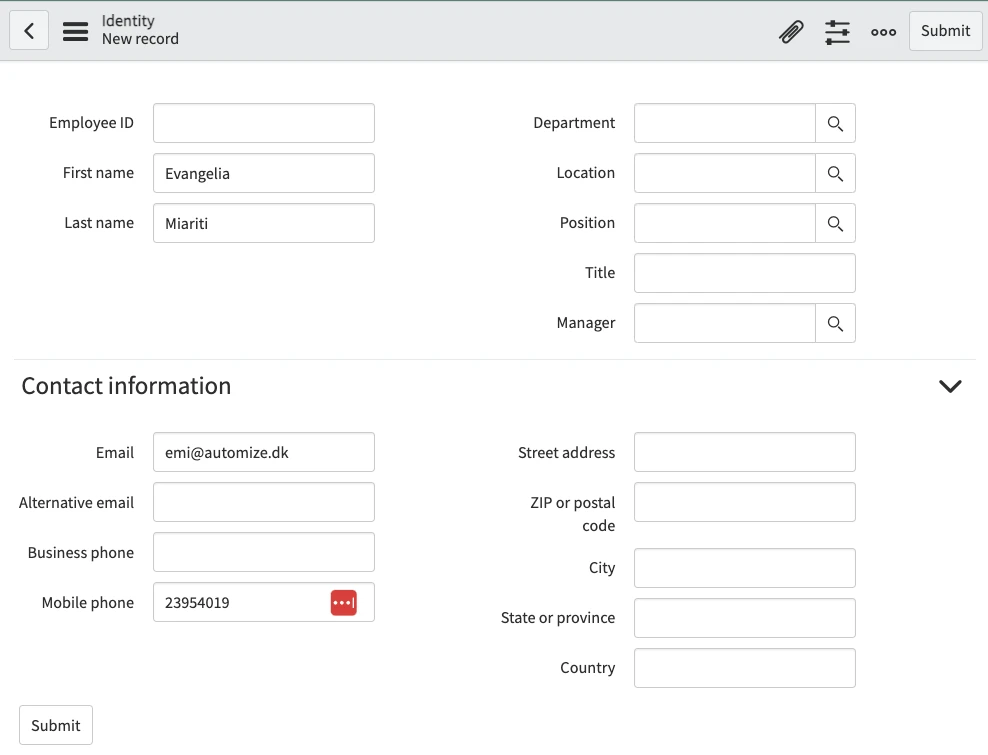 Identity
New record
Submit
Employee ID
First name Evangelia
Last name Miariti
Department
Location
Position
Title
Manager
Contact information
Email emi@automize.dk
Alternative email
Business phone
Mobile phone 23954019
Street address
ZIP or postal
code
City
State or province
Country
Submit